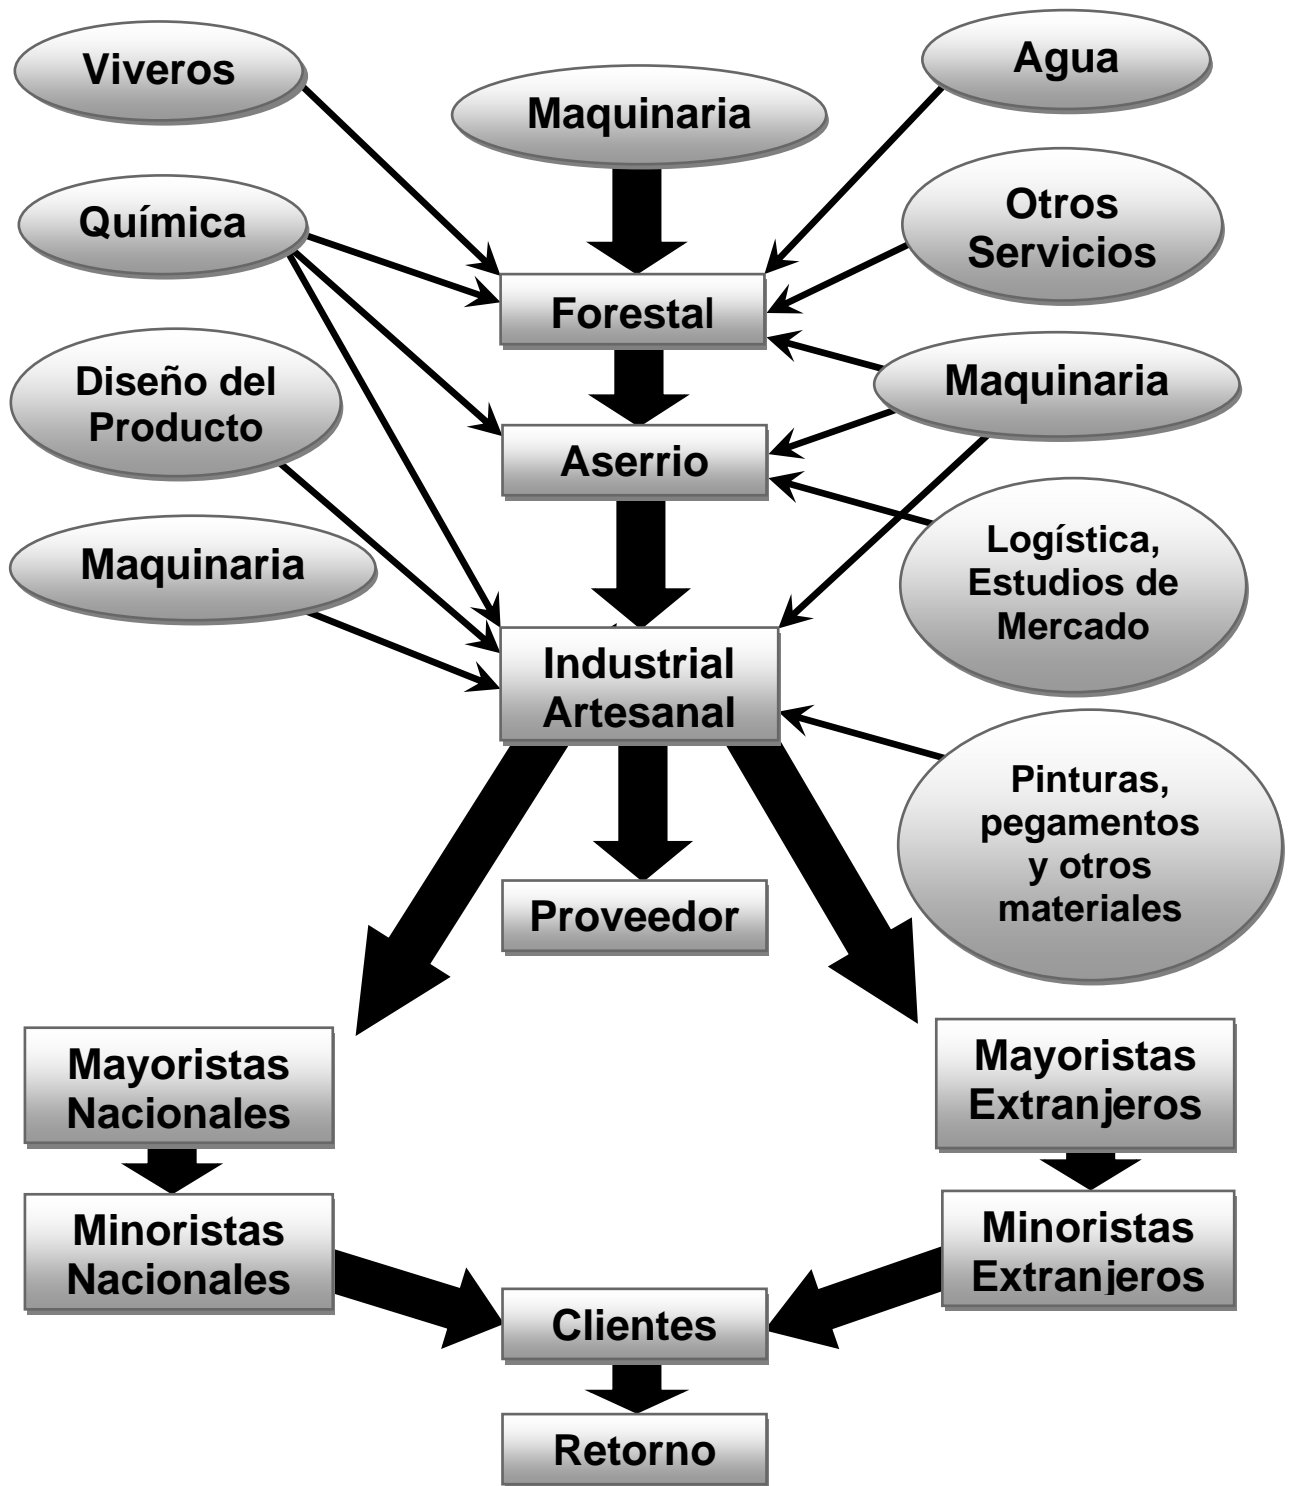 Viveros
Maquinaria
Agua
Química
Otros
Servicios
Forestal
Diseño del
Producto
Maquinaria
Aserrio
Maquinaria
Logística,
Estudios de
Mercado
Industrial
Artesanal
Pinturas,
pegamentos
y otros
materiales
Proveedor
Mayoristas
Nacionales
Mayoristas
Extranjeros
Minoristas
Nacionales
Minoristas
Extranjeros
Clientes
Retorno